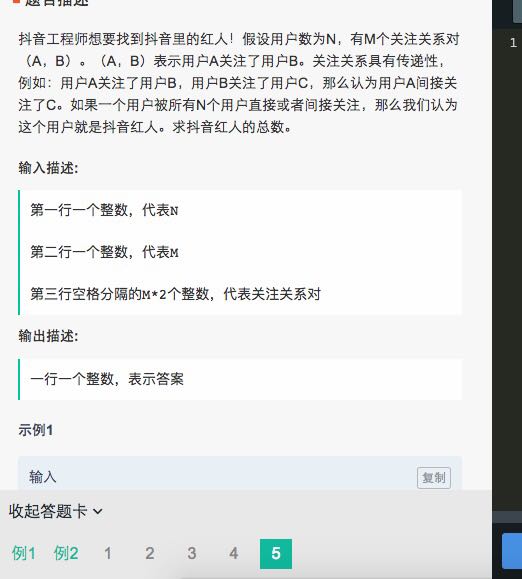 题目描述
抖音工程师想要找到抖音里的红人！假设用户数为N，有M个关注关系对
（A，B）。（A，B）表示用户A关注了用户B。关注关系具有传递性，
例如：用户A关注了用户B，用户B关注了用户C，那么认为用户A间接关
注了C。如果一个用户被所有N个用户直接或者间接关注，那么我们认为
这个用户就是抖音红人。求抖音红人的总数。
输入描述:
第一行一个整数，代表N
第二行一个整数，代表M
第三行空格分隔的M*2个整数，代表关注关系对
输出描述:
一行一个整数，表示答案
示例1
输入 复制
收起答题卡
例1 例2 1 2 3 4 5
1